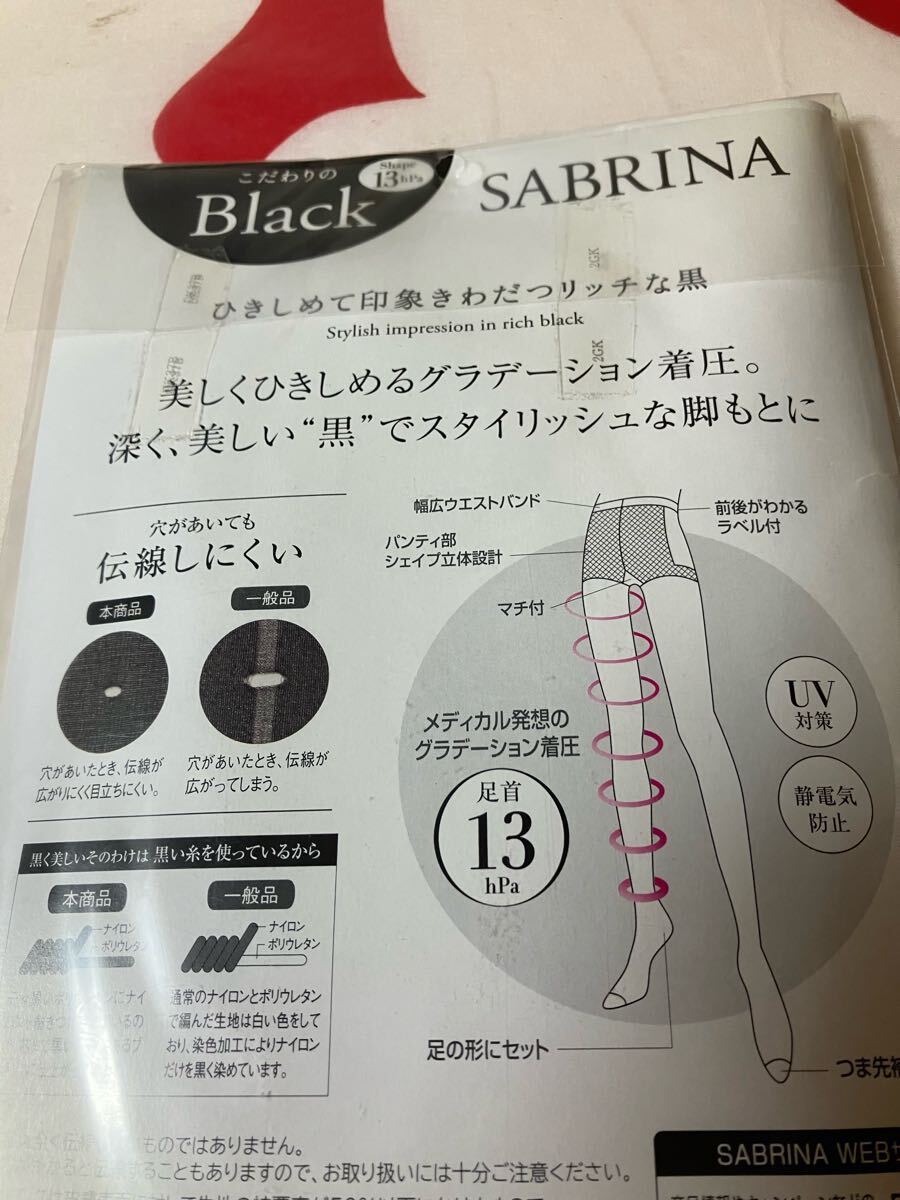 こだわりの
Black
Shape
13hPa
SABRINA
2GK
2GK
ひきしめて印象きわだつリッチな黒
Stylish impression in rich black
美しくひきしめるグラデーション着圧。
深く、美しい“黒”でスタイリッシュな脚もとに
穴があいても
伝線しにくい
本商品
一般品
穴があいたとき、伝線が
広がりにくく目立ちにくい。
穴があいたとき、伝線が
広がってしまう。
黒く美しいそのわけは 黒い糸を使っているから
本商品
一般品
ナイロン
ポリウレタン
ナイロン
ポリウレタン
通常のナイロンとポリウレタン
で編んだ生地は白い色をして
おり、染色加工によりナイロン
だけを黒く染めています。
幅広ウエストバンド
前後がわかる
ラベル付
パンティ部
シェイプ立体設計
マチ付
メディカル発想の
グラデーション着圧
足首
13
hPa
UV
対策
静電気
防止
足の形にセット
つま先補
ものではありません。
することもありますので、お取り扱いには十分ご注意ください。
SABRINA WEBサ